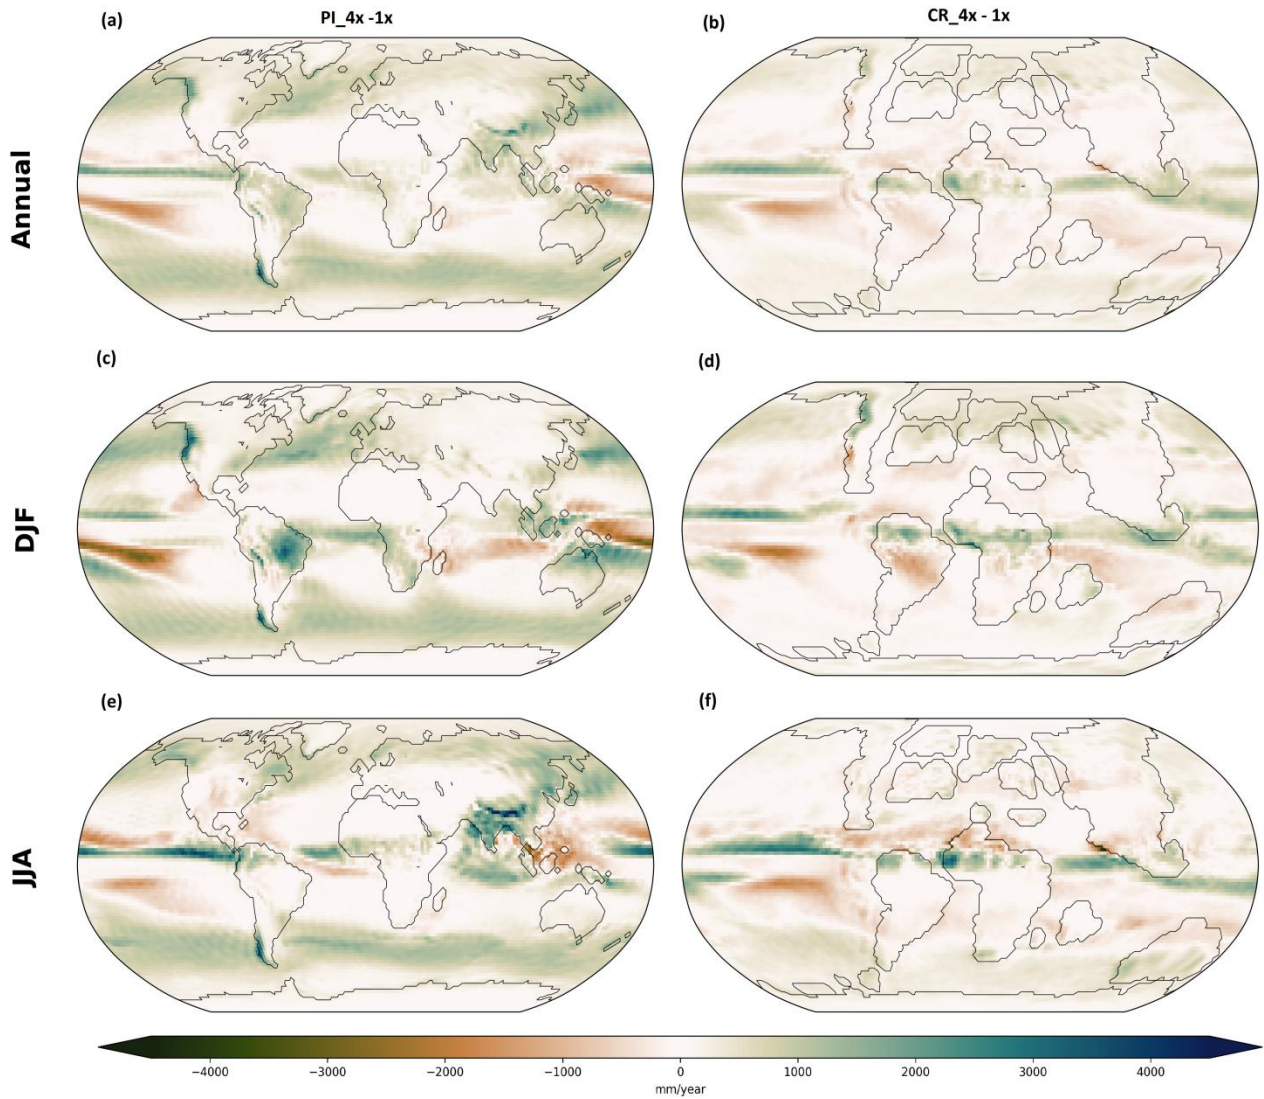 (a) PI_4x -1x (b) CR_4x - 1x
Annual
(c) (d)
DJF
(e) (f)
JJA
−4000 −3000 −2000 −1000 0 1000 2000 3000 4000
mm/year